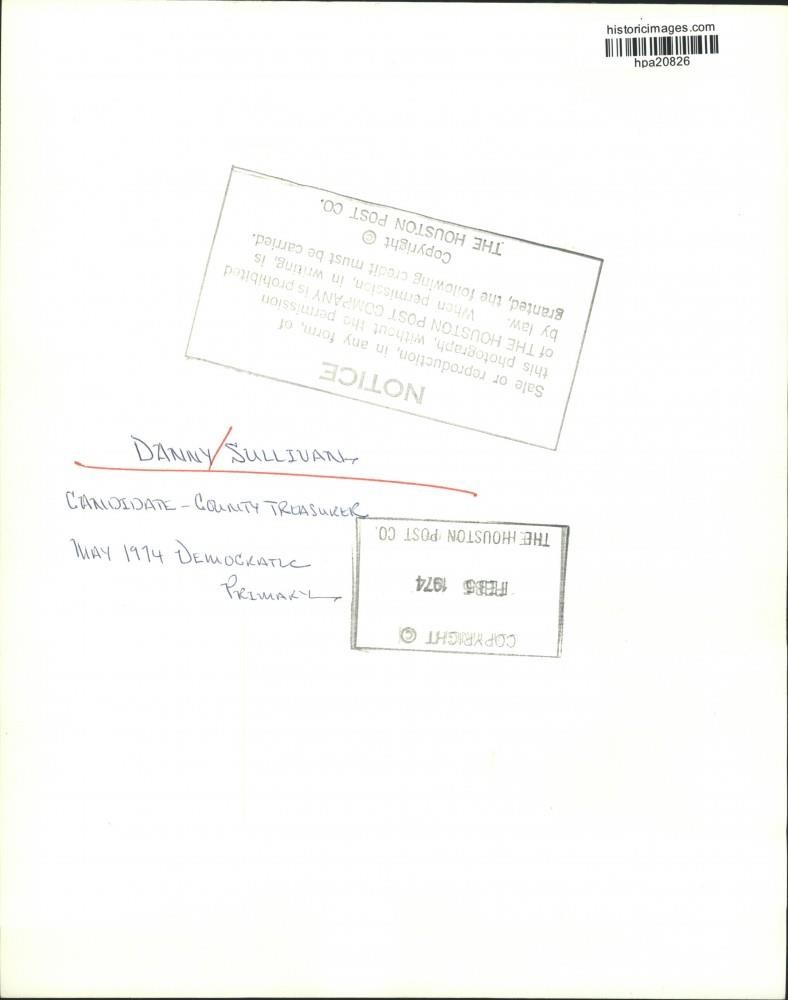 historicimages.com
hpa20826
NOTICE
Sale or reproduction, in any form, of
this photograph, without the permission
of THE HOUSTON POST COMPANY is prohibited
by law. When permission, in writing, is
granted, the following credit must be carried.
Copyright ©
THE HOUSTON POST CO.
DANNY/SULLIVAN
CANDIDATE - COUNTY TREASURER
MAY 1974 DEMOCRATIC
PRIMARY
COPYRIGHT ©
FEB 5 1974
THE HOUSTON POST CO.